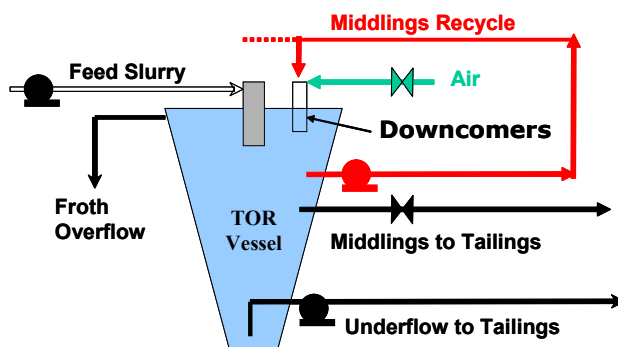 Middlings Recycle
Feed Slurry
Air
Downcomers
Froth
Overflow
TOR
Vessel
Middlings to Tailings
Underflow to Tailings